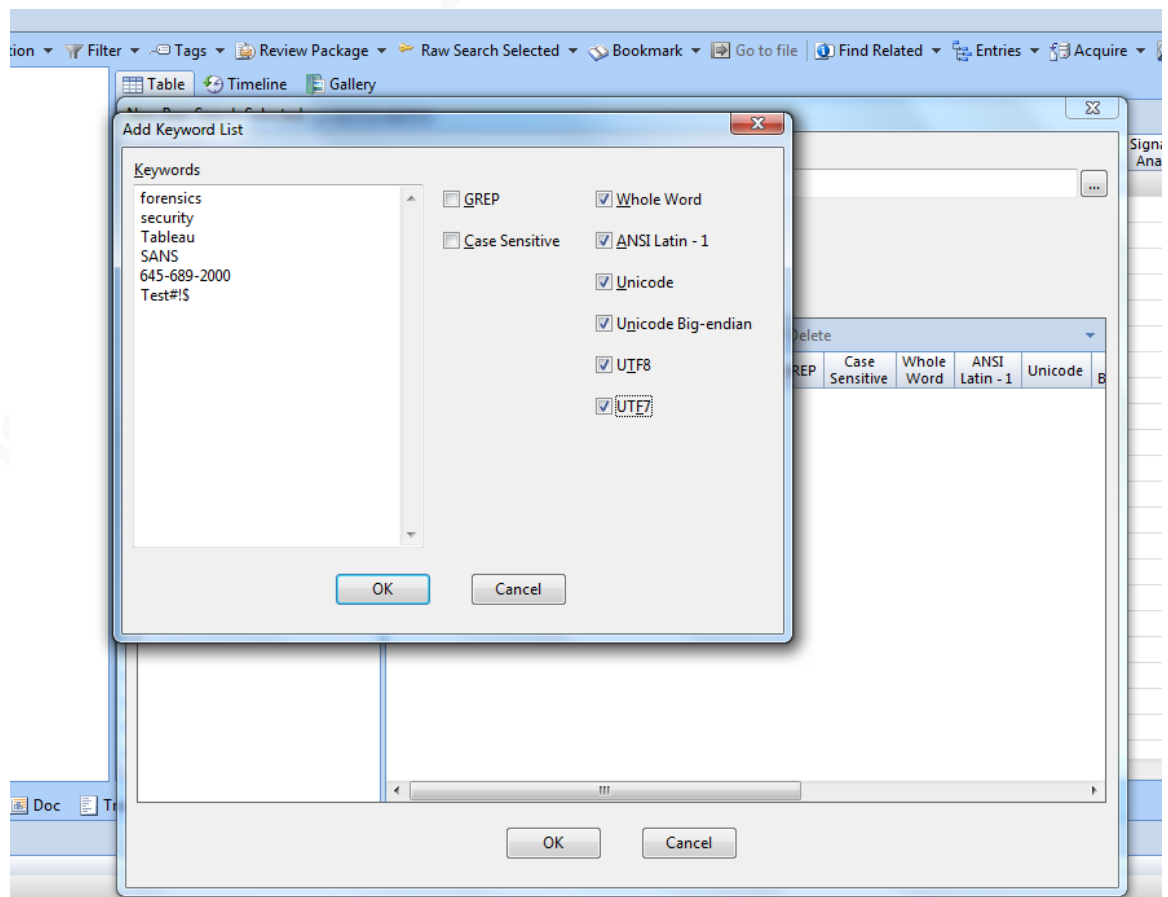 tion Filter Tags Review Package Raw Search Selected Bookmark Go to file Find Related Entries Acquire
Table Timeline Gallery
Add Keyword List
Keywords
forensics
security
Tableau
SANS
645-689-2000
Test#!$
GREP
Case Sensitive
Whole Word
ANSI Latin - 1
Unicode
Unicode Big-endian
UTF8
UTF7
OK Cancel
...
Signa
Ana
Delete
REP Case Sensitive Whole Word ANSI Latin - 1 Unicode B
Doc Tr
OK Cancel